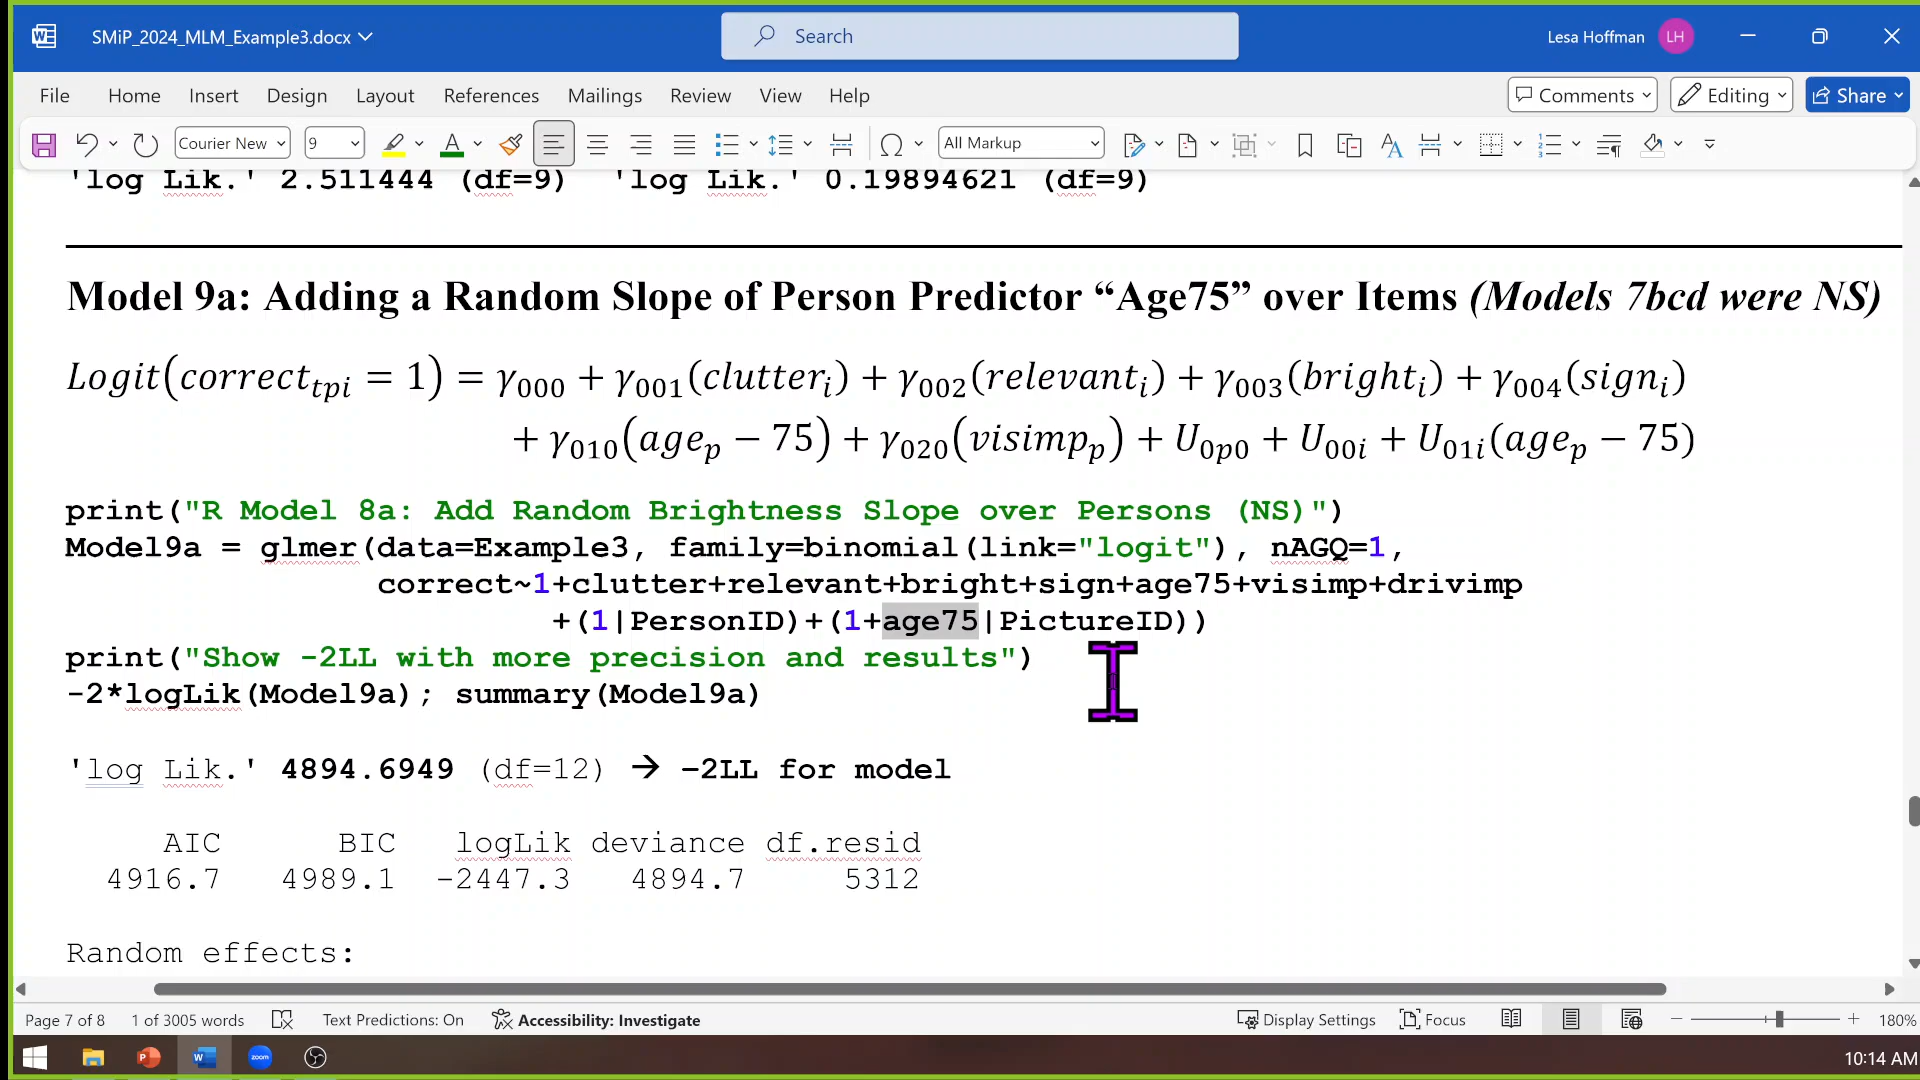 SMiP_2024_MLM_Example3.docx
Search
Lesa Hoffman LH
File Home Insert Design Layout References Mailings Review View Help
Comments Editing Share
Courier New 9 All Markup
'log Lik.' 2.511444 (df=9) 'log Lik.' 0.19894621 (df=9)
Model 9a: Adding a Random Slope of Person Predictor “Age75” over Items (Models 7bcd were NS)
Logit(correct_tpi = 1) = γ000 + γ001(clutter_i) + γ002(relevant_i) + γ003(bright_i) + γ004(sign_i)
+ γ010(age_p − 75) + γ020(visimp_p) + U0p0 + U00i + U01i(age_p − 75)
print("R Model 8a: Add Random Brightness Slope over Persons (NS)")
Model9a = glmer(data=Example3, family=binomial(link="logit"), nAGQ=1,
correct~1+clutter+relevant+bright+sign+age75+visimp+drivimp
+(1|PersonID)+(1+age75|PictureID))
print("Show -2LL with more precision and results")
-2*logLik(Model9a); summary(Model9a)
'log Lik.' 4894.6949 (df=12) → -2LL for model
AIC BIC logLik deviance df.resid
4916.7 4989.1 -2447.3 4894.7 5312
Random effects:
Page 7 of 8 1 of 3005 words Text Predictions: On Accessibility: Investigate Display Settings Focus 180%
zoom 10:14 AM